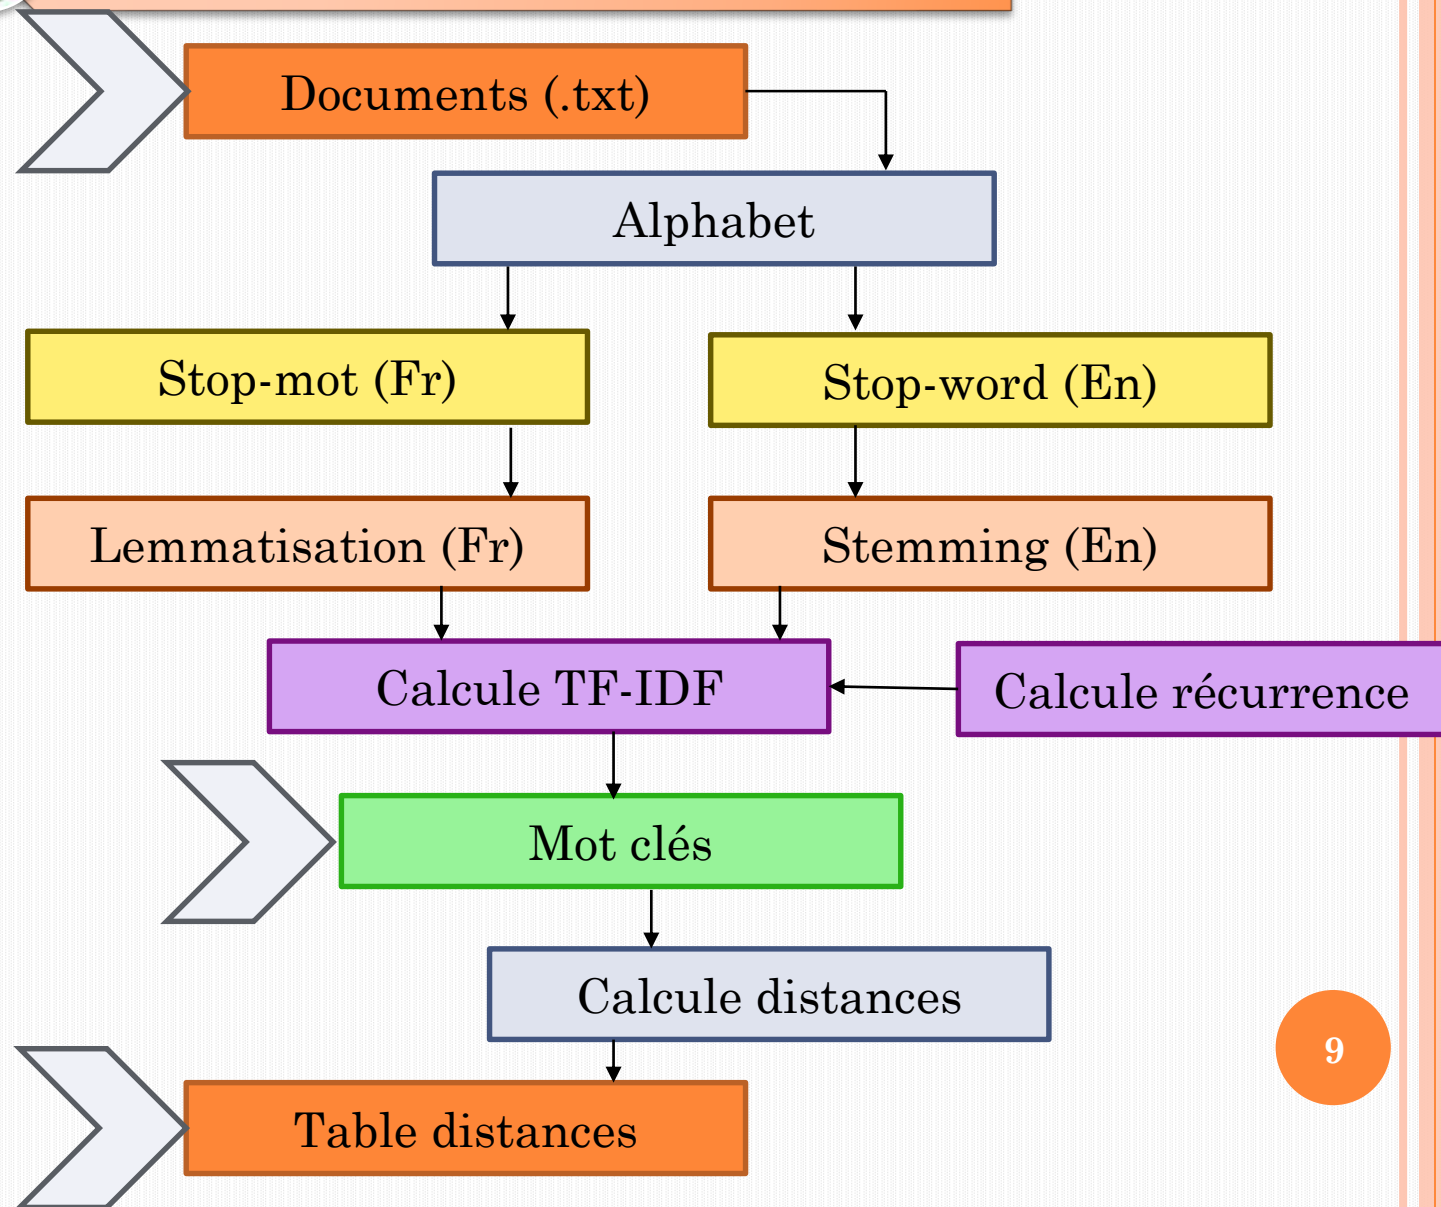 Documents (.txt)
Alphabet
Stop-mot (Fr)
Stop-word (En)
Lemmatisation (Fr)
Stemming (En)
Calcule TF-IDF
Calcule récurrence
Mot clés
Calcule distances
9
Table distances